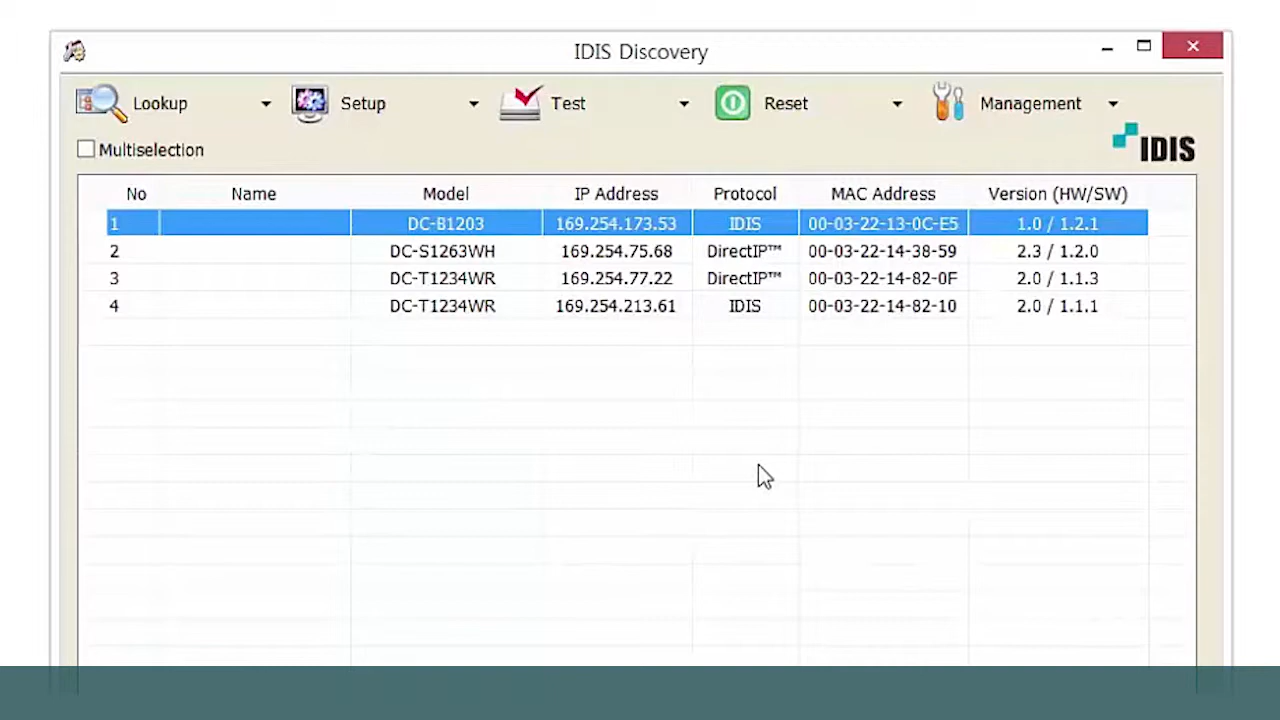 IDIS Discovery
Lookup Setup Test Reset Management
Multiselection
IDIS
No Name Model IP Address Protocol MAC Address Version (HW/SW)
1 DC-B1203 169.254.173.53 IDIS 00-03-22-13-0C-E5 1.0 / 1.2.1
2 DC-S1263WH 169.254.75.68 DirectIP™ 00-03-22-14-38-59 2.3 / 1.2.0
3 DC-T1234WR 169.254.77.22 DirectIP™ 00-03-22-14-82-0F 2.0 / 1.1.3
4 DC-T1234WR 169.254.213.61 IDIS 00-03-22-14-82-10 2.0 / 1.1.1